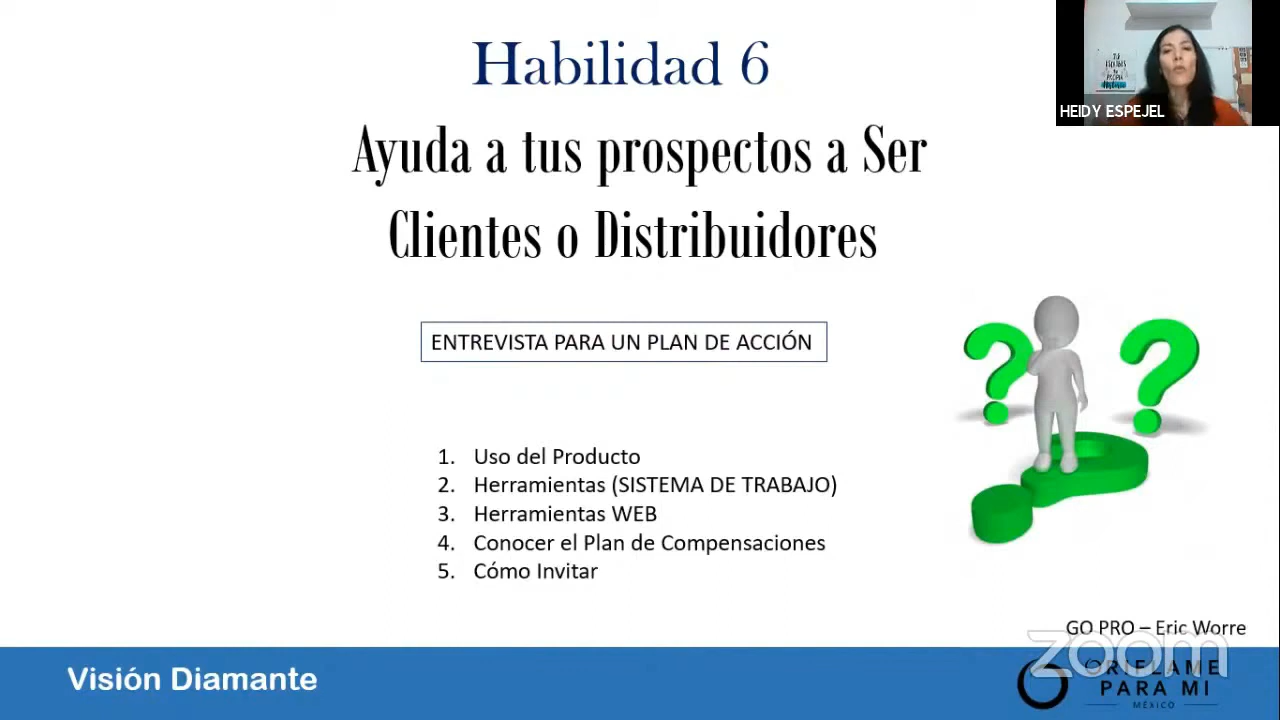 Habilidad 6
Ayuda a tus prospectos a Ser
Clientes o Distribuidores
HEIDY ESPEJEL
ENTREVISTA PARA UN PLAN DE ACCIÓN
1. Uso del Producto
2. Herramientas (SISTEMA DE TRABAJO)
3. Herramientas WEB
4. Conocer el Plan de Compensaciones
5. Cómo Invitar
GO PRO – Eric Worre
zoom
Visión Diamante
ORIFLAME
PARA MI
MÉXICO